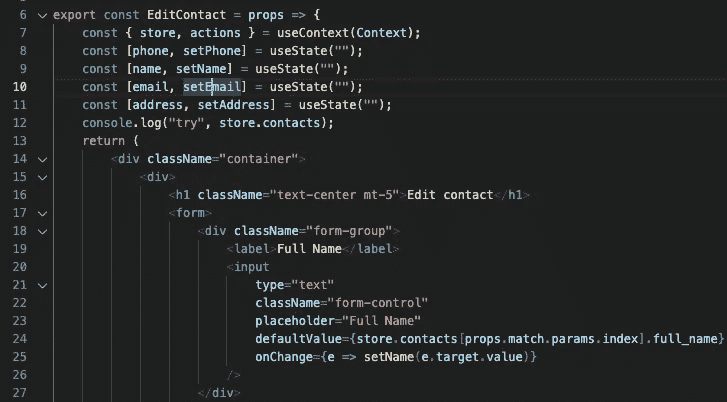 6 export const EditContact = props => {
7 const { store, actions } = useContext(Context);
8 const [phone, setPhone] = useState("");
9 const [name, setName] = useState("");
10 const [email, setEmail] = useState("");
11 const [address, setAddress] = useState("");
12 console.log("try", store.contacts);
13 return (
14 <div className="container">
15 <div>
16 <h1 className="text-center mt-5">Edit contact</h1>
17 <form>
18 <div className="form-group">
19 <label>Full Name</label>
20 <input
21 type="text"
22 className="form-control"
23 placeholder="Full Name"
24 defaultValue={store.contacts[props.match.params.index].full_name}
25 onChange={e => setName(e.target.value)}
26 />
27 </div>